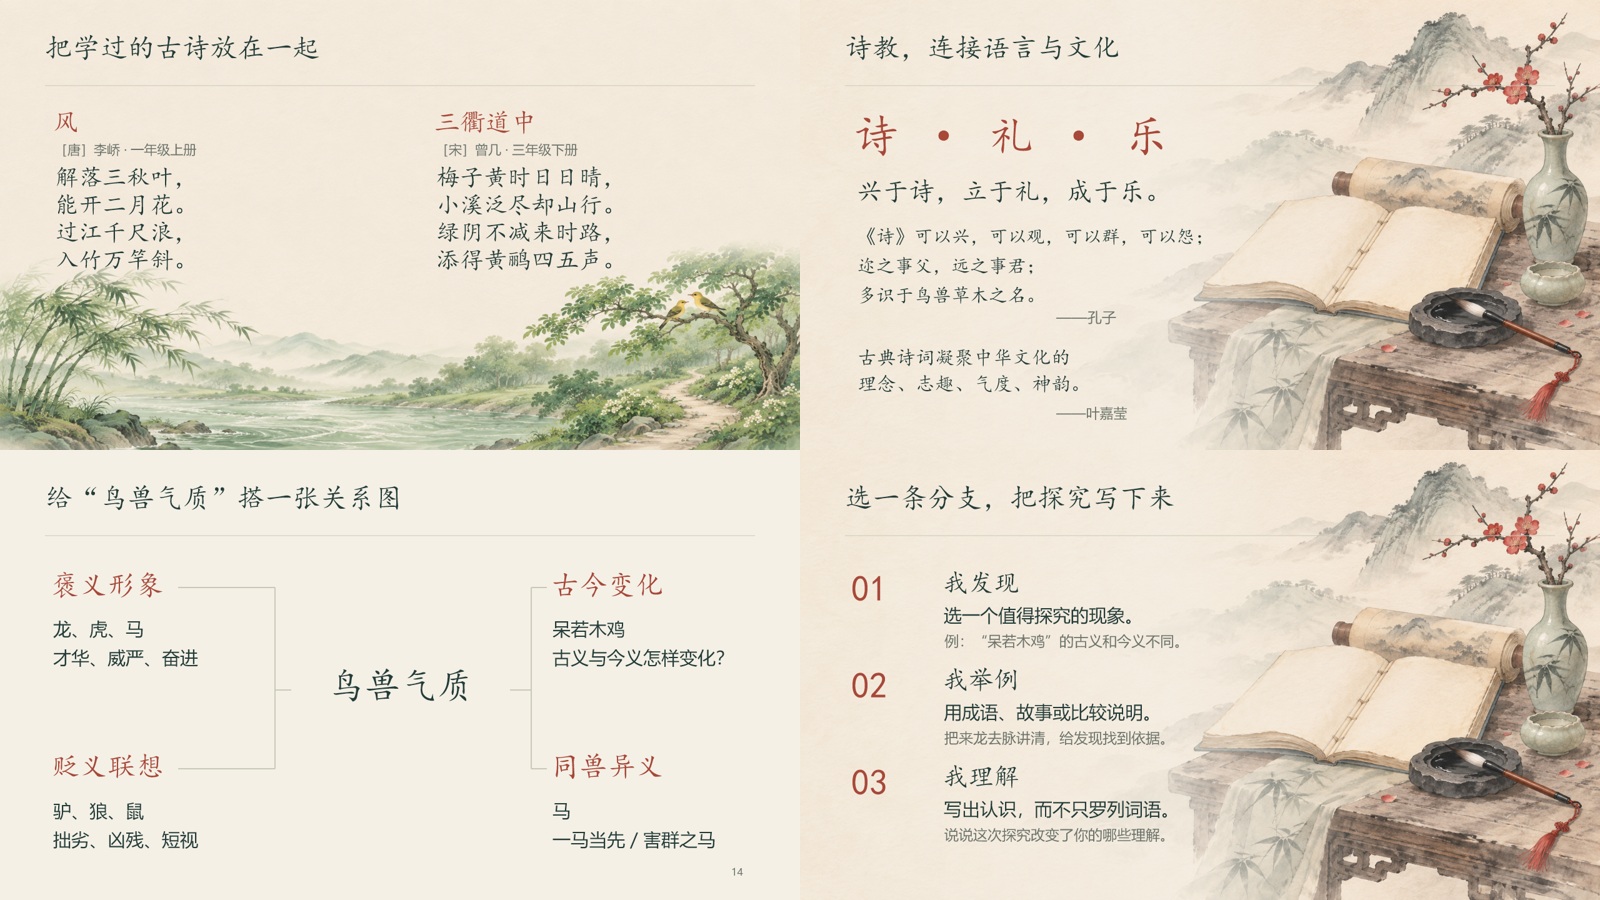 把学过的古诗放在一起
风
［唐］李峤 · 一年级上册
解落三秋叶，
能开二月花。
过江千尺浪，
入竹万竿斜。
三衢道中
［宋］曾几 · 三年级下册
梅子黄时日日晴，
小溪泛尽却山行。
绿阴不减来时路，
添得黄鹂四五声。
诗教，连接语言与文化
诗 • 礼 • 乐
兴于诗，立于礼，成于乐。
《诗》可以兴，可以观，可以群，可以怨；
迩之事父，远之事君；
多识于鸟兽草木之名。
——孔子
古典诗词凝聚中华文化的
理念、志趣、气度、神韵。
——叶嘉莹
给“鸟兽气质”搭一张关系图
褒义形象
龙、虎、马
才华、威严、奋进
贬义联想
驴、狼、鼠
拙劣、凶残、短视
鸟兽气质
古今变化
呆若木鸡
古义与今义怎样变化？
同兽异义
马
一马当先 / 害群之马
14
选一条分支，把探究写下来
01
我发现
选一个值得探究的现象。
例：“呆若木鸡”的古义和今义不同。
02
我举例
用成语、故事或比较说明。
把来龙去脉讲清，给发现找到依据。
03
我理解
写出认识，而不只罗列词语。
说说这次探究改变了你的哪些理解。